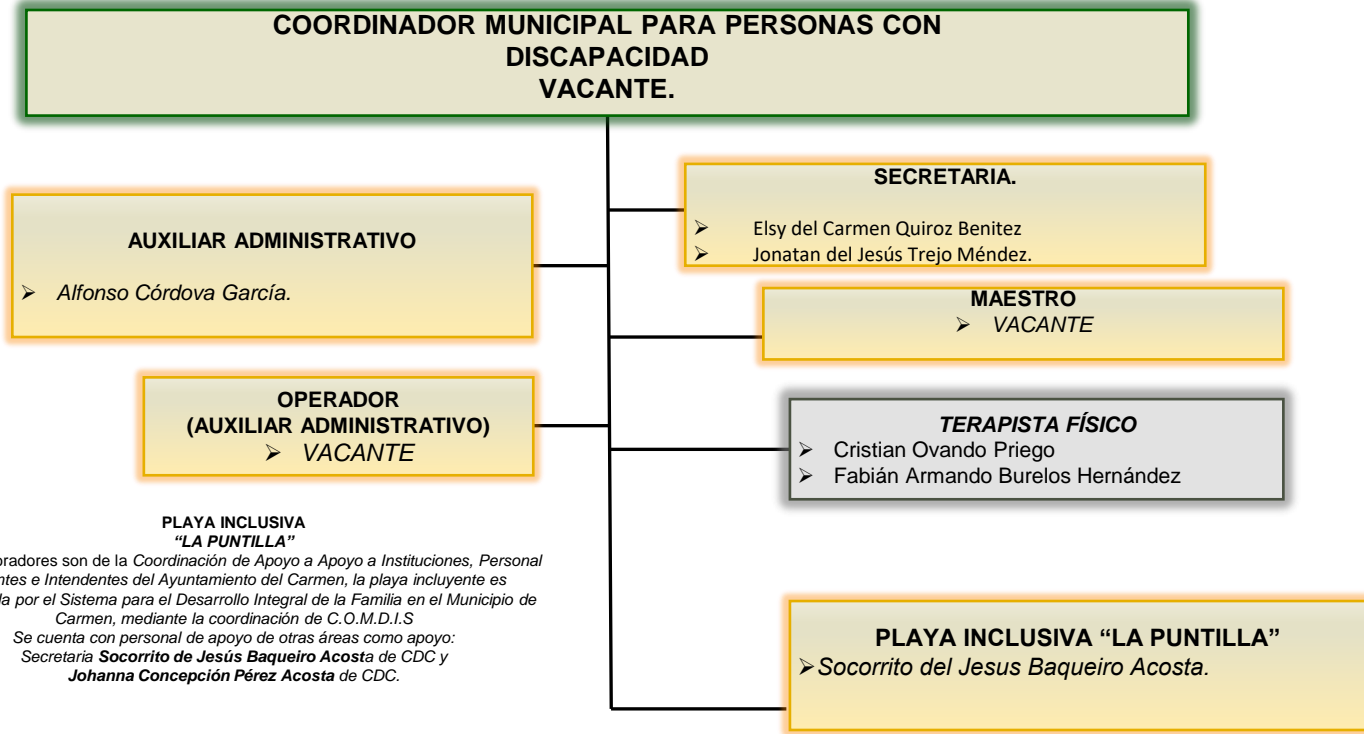 COORDINADOR MUNICIPAL PARA PERSONAS CON
DISCAPACIDAD
VACANTE.
SECRETARIA.
➢ Elsy del Carmen Quiroz Benitez
➢ Jonatan del Jesús Trejo Méndez.
AUXILIAR ADMINISTRATIVO
➢ Alfonso Córdova García.
MAESTRO
➢ VACANTE
OPERADOR
(AUXILIAR ADMINISTRATIVO)
➢ VACANTE
TERAPISTA FÍSICO
➢ Cristian Ovando Priego
➢ Fabián Armando Burelos Hernández
PLAYA INCLUSIVA
“LA PUNTILLA”
son de la Coordinación de Apoyo a Apoyo a Instituciones, Personal
e Intendentes del Ayuntamiento del Carmen, la playa incluyente es
por el Sistema para el Desarrollo Integral de la Familia en el Municipio de
Carmen, mediante la coordinación de C.O.M.D.I.S
Se cuenta con personal de apoyo de otras áreas como apoyo:
Secretaria Socorrito de Jesús Baqueiro Acosta de CDC y
Johanna Concepción Pérez Acosta de CDC.
PLAYA INCLUSIVA “LA PUNTILLA”
➢ Socorrito del Jesus Baqueiro Acosta.